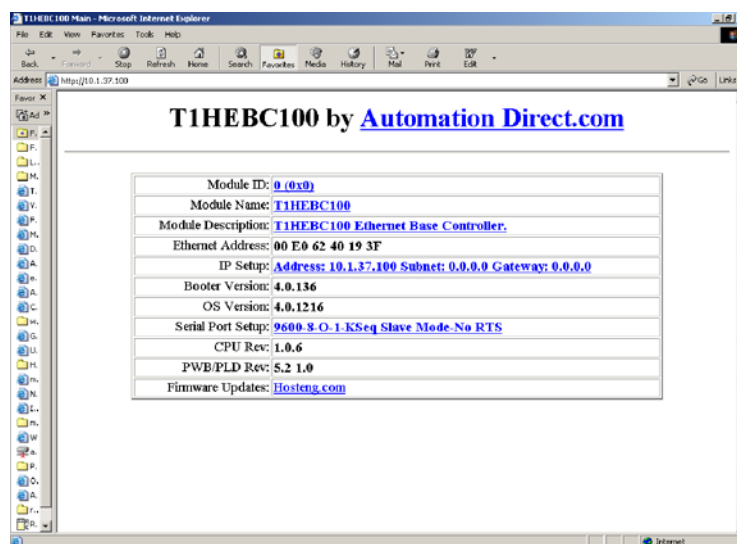 T1HEBC100 Main - Microsoft Internet Explorer
File Edit View Favorites Tools Help
Back Forward Stop Refresh Home Search Favorites Media History Mail Print Edit
Address http://10.1.37.100 Go Links
Favor X
Ad »
T1HEBC100 by Automation Direct.com
Module ID: 0 (0x0)
Module Name: T1HEBC100
Module Description: T1HEBC100 Ethernet Base Controller.
Ethernet Address: 00 E0 62 40 19 3F
IP Setup: Address: 10.1.37.100 Subnet: 0.0.0.0 Gateway: 0.0.0.0
Booter Version: 4.0.136
OS Version: 4.0.1216
Serial Port Setup: 9600-8-O-1-KSeq Slave Mode-No RTS
CPU Rev: 1.0.6
PWB/PLD Rev: 5.2 1.0
Firmware Updates: Hosteng.com
Internet